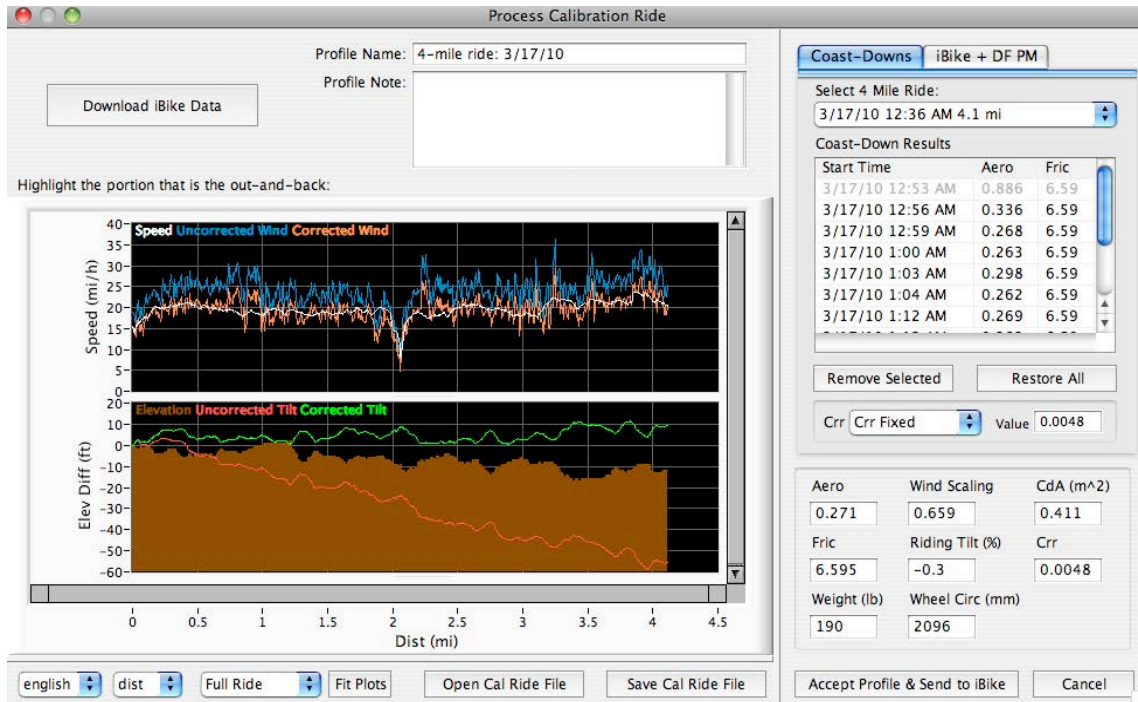 Process Calibration Ride
Profile Name: 4-mile ride: 3/17/10
Profile Note:
Download iBike Data
Highlight the portion that is the out-and-back:
Speed Uncorrected Wind Corrected Wind
Speed (mi/h)
40
35
30
25
20
15
10
5
0
Elevation Uncorrected Tilt Corrected Tilt
Elev Diff (ft)
20
10
0
-10
-20
-30
-40
-50
-60
0 0.5 1 1.5 2 2.5 3 3.5 4 4.5
Dist (mi)
english dist Full Ride Fit Plots Open Cal Ride File Save Cal Ride File
Coast-Downs iBike + DF PM
Select 4 Mile Ride:
3/17/10 12:36 AM 4.1 mi
Coast-Down Results
Start Time Aero Fric
3/17/10 12:53 AM 0.886 6.59
3/17/10 12:56 AM 0.336 6.59
3/17/10 12:59 AM 0.268 6.59
3/17/10 1:00 AM 0.263 6.59
3/17/10 1:03 AM 0.298 6.59
3/17/10 1:04 AM 0.262 6.59
3/17/10 1:12 AM 0.269 6.59
Remove Selected Restore All
Crr Crr Fixed Value 0.0048
Aero Wind Scaling CdA (m^2)
0.271 0.659 0.411
Fric Riding Tilt (%) Crr
6.595 -0.3 0.0048
Weight (lb) Wheel Circ (mm)
190 2096
Accept Profile & Send to iBike Cancel